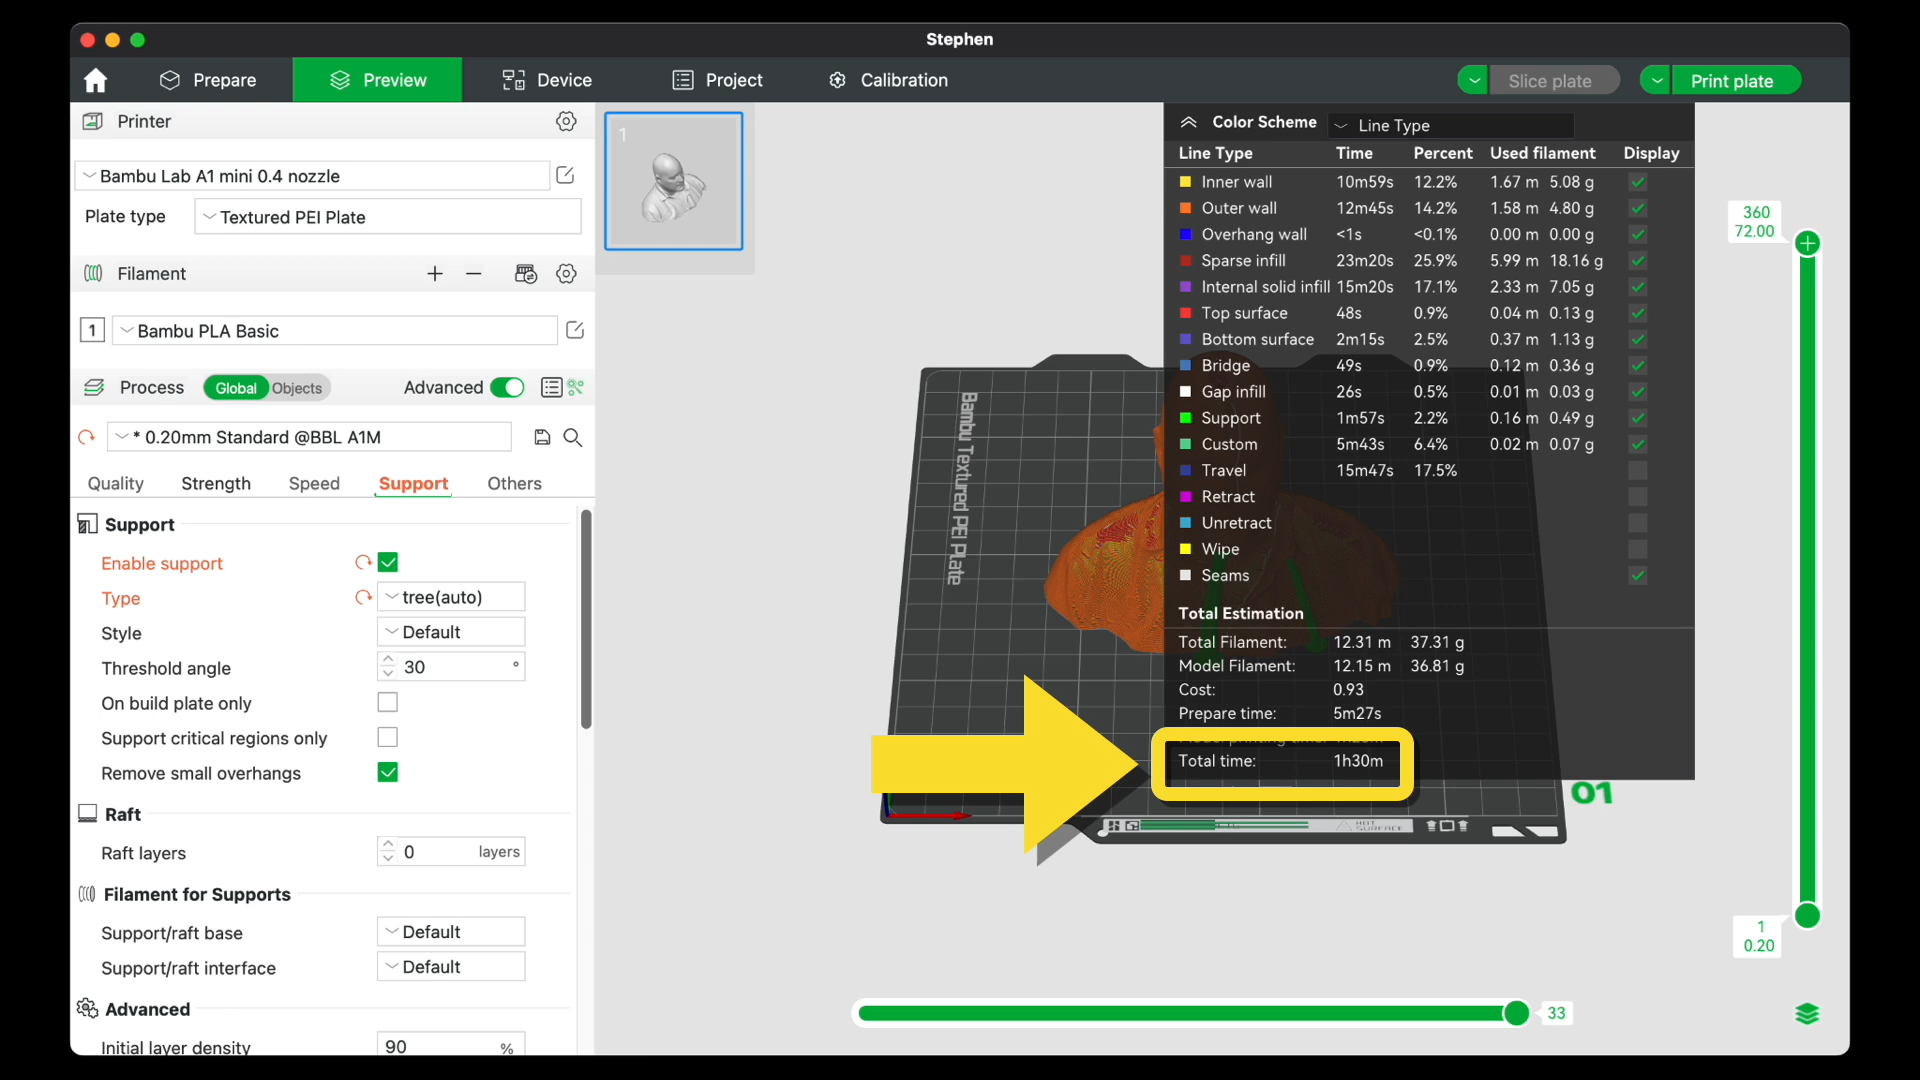 Stephen
Prepare
Preview
Device
Project
Calibration
Slice plate
Print plate
Printer
Bambu Lab A1 mini 0.4 nozzle
Plate type
Textured PEI Plate
Filament
1
Bambu PLA Basic
Process
Global
Objects
Advanced
* 0.20mm Standard @BBL A1M
Quality
Strength
Speed
Support
Others
Support
Enable support
Type
tree(auto)
Style
Default
Threshold angle
30 °
On build plate only
Support critical regions only
Remove small overhangs
Raft
Raft layers
0 layers
Filament for Supports
Support/raft base
Default
Support/raft interface
Default
Advanced
Initial layer density
90 %
1
Bambu Textured PEI Plate
Color Scheme
Line Type
Line Type Time Percent Used filament Display
Inner wall 10m59s 12.2% 1.67 m 5.08 g
Outer wall 12m45s 14.2% 1.58 m 4.80 g
Overhang wall <1s <0.1% 0.00 m 0.00 g
Sparse infill 23m20s 25.9% 5.99 m 18.16 g
Internal solid infill 15m20s 17.1% 2.33 m 7.05 g
Top surface 48s 0.9% 0.04 m 0.13 g
Bottom surface 2m15s 2.5% 0.37 m 1.13 g
Bridge 49s 0.9% 0.12 m 0.36 g
Gap infill 26s 0.5% 0.01 m 0.03 g
Support 1m57s 2.2% 0.16 m 0.49 g
Custom 5m43s 6.4% 0.02 m 0.07 g
Travel 15m47s 17.5%
Retract
Unretract
Wipe
Seams
Total Estimation
Total Filament: 12.31 m 37.31 g
Model Filament: 12.15 m 36.81 g
Cost: 0.93
Prepare time: 5m27s
Total time: 1h30m
01
HOT
SURFACE
360
72.00
1
0.20
33